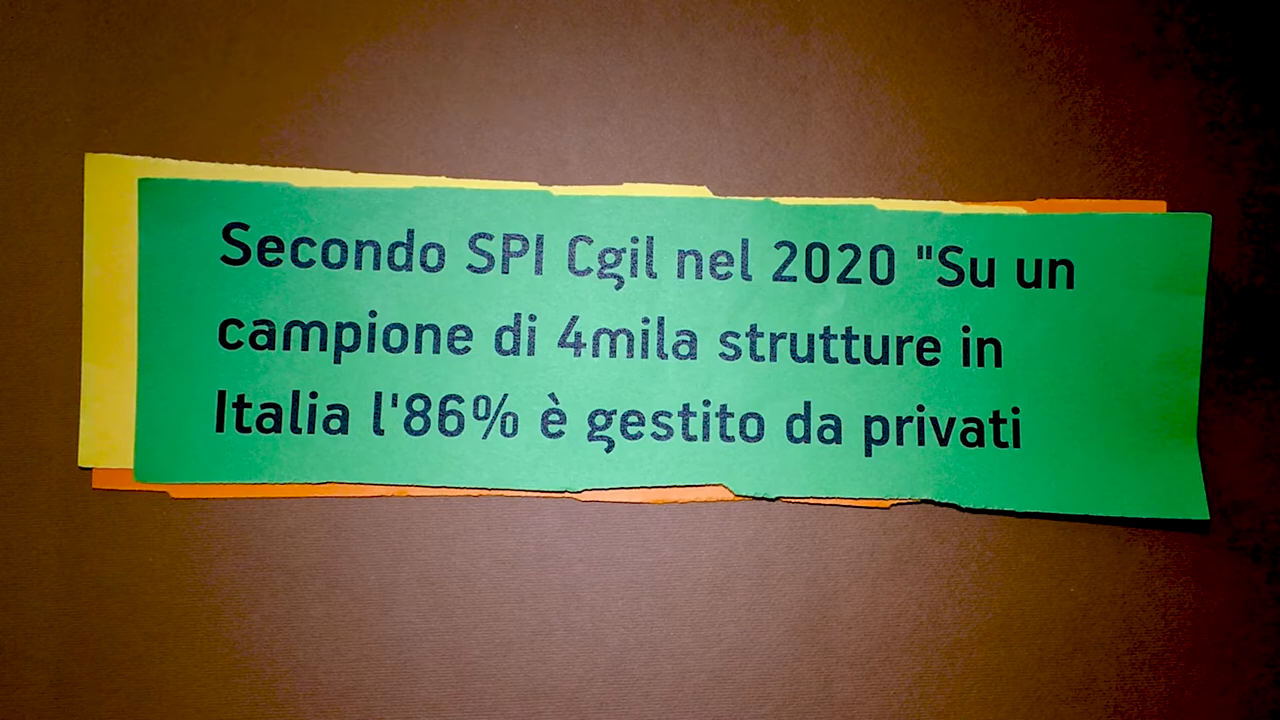 Secondo SPI Cgil nel 2020 "Su un
campione di 4mila strutture in
Italia l'86% è gestito da privati